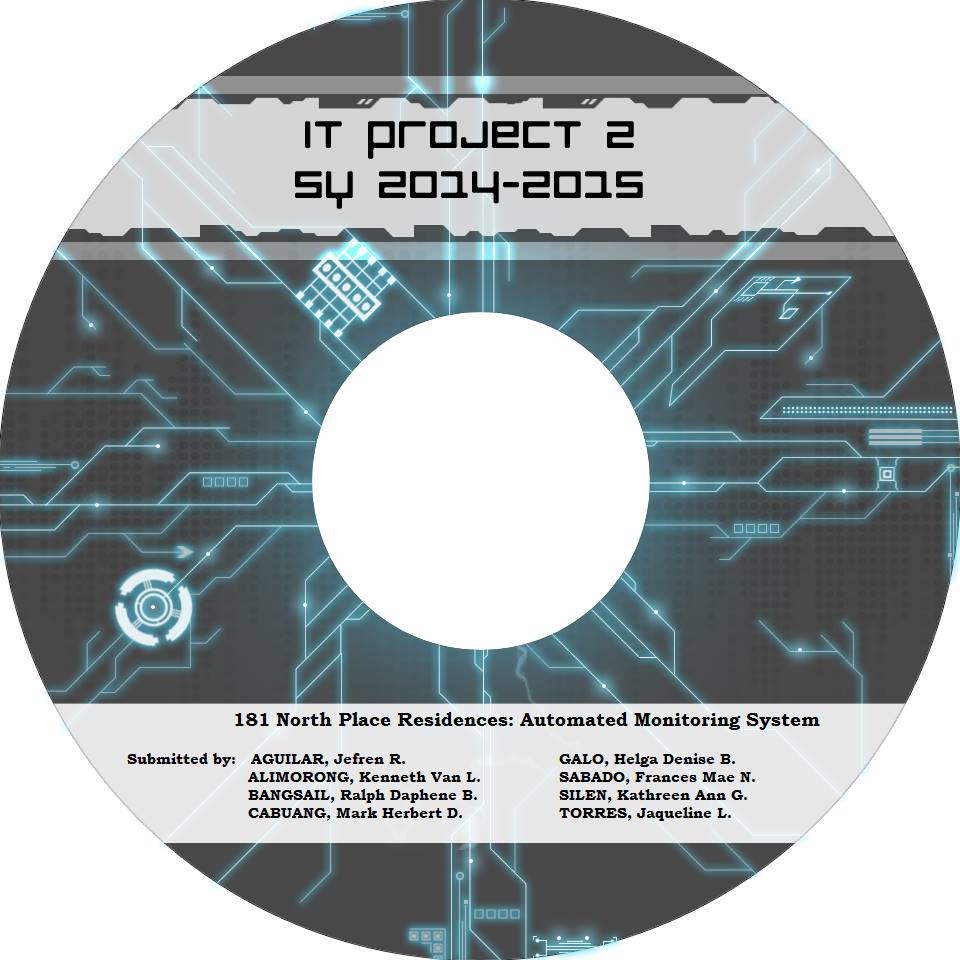 IT PROJECT 2
SY 2014-2015
181 North Place Residences: Automated Monitoring System
Submitted by: AGUILAR, Jefren R. GALO, Helga Denise B.
ALIMORONG, Kenneth Van L. SABADO, Frances Mae N.
BANGSAIL, Ralph Daphene B. SILEN, Kathreen Ann G.
CABUANG, Mark Herbert D. TORRES, Jaqueline L.